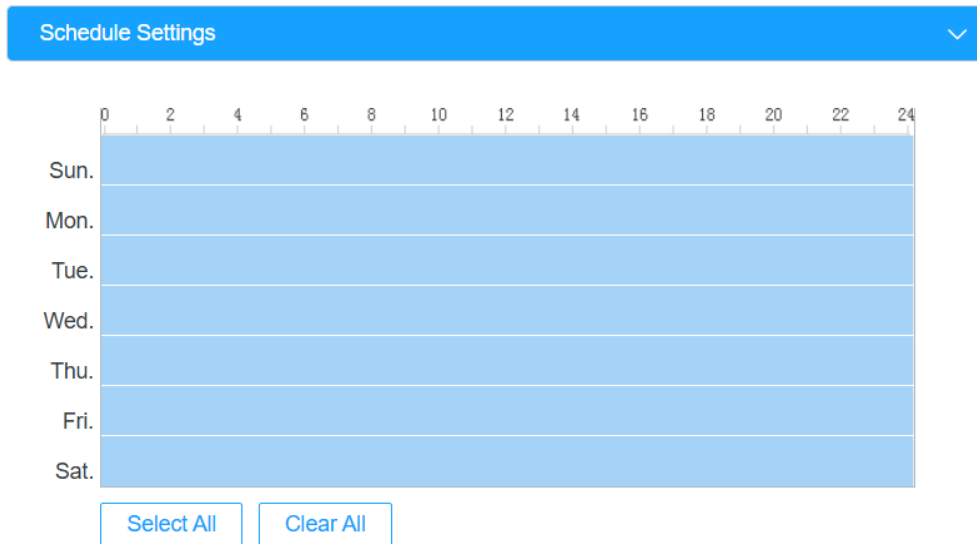 Schedule Settings
0 2 4 6 8 10 12 14 16 18 20 22 24
Sun.
Mon.
Tue.
Wed.
Thu.
Fri.
Sat.
Select All Clear All